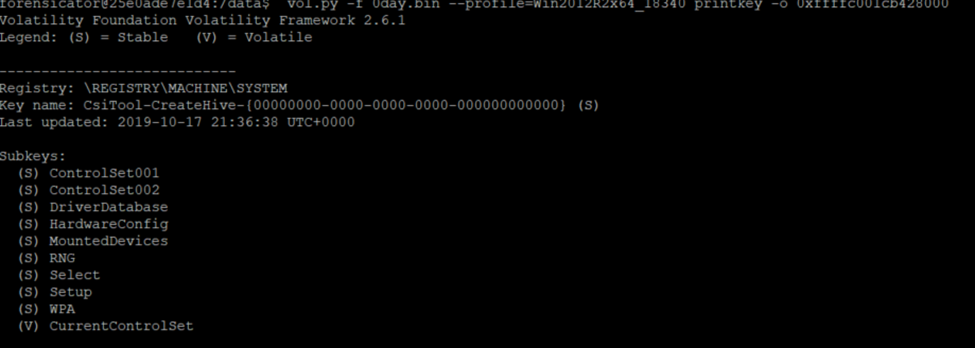 forensicator@25e0ade7e1d4:/data$ vol.py -f 0day.bin --profile=Win2012R2x64_18340 printkey -o 0xffffc001cb428000
Volatility Foundation Volatility Framework 2.6.1
Legend: (S) = Stable   (V) = Volatile

----------------------------
Registry: \REGISTRY\MACHINE\SYSTEM
Key name: CsiTool-CreateHive-{00000000-0000-0000-0000-000000000000} (S)
Last updated: 2019-10-17 21:36:38 UTC+0000

Subkeys:
  (S) ControlSet001
  (S) ControlSet002
  (S) DriverDatabase
  (S) HardwareConfig
  (S) MountedDevices
  (S) RNG
  (S) Select
  (S) Setup
  (S) WPA
  (V) CurrentControlSet